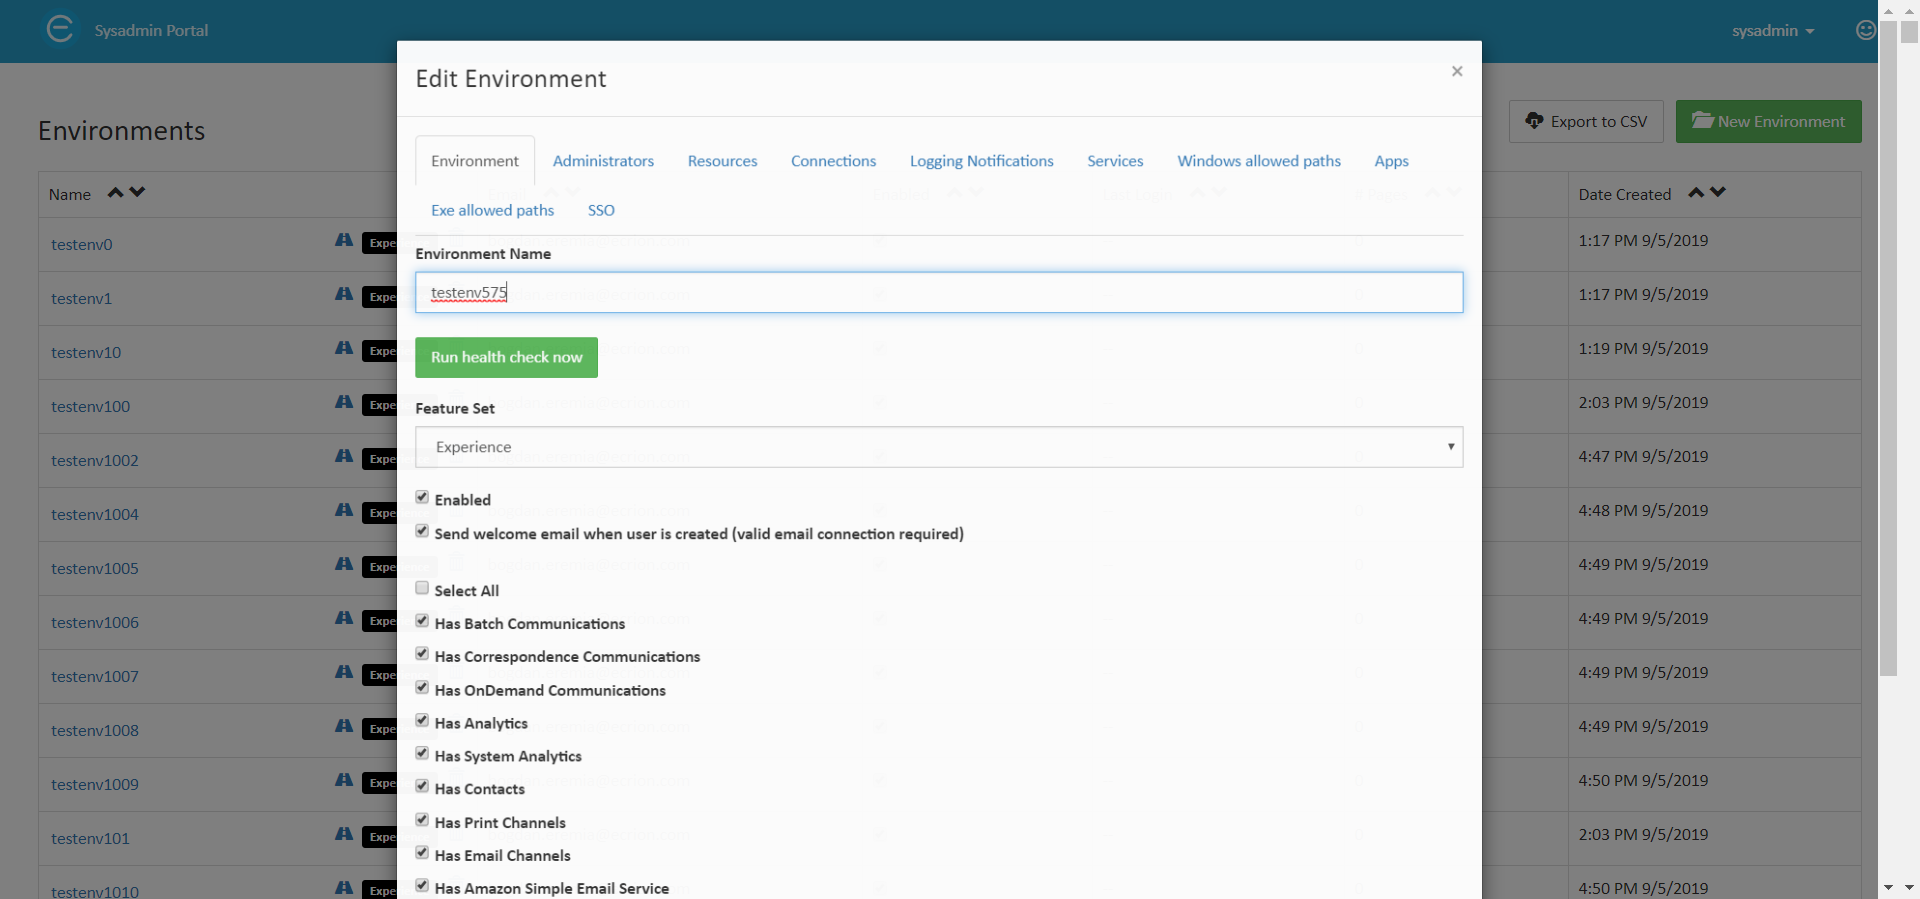 Sysadmin Portal
sysadmin
Edit Environment
×
Environments
Export to CSV
New Environment
Environment
Administrators
Resources
Connections
Logging Notifications
Services
Windows allowed paths
Apps
Exe allowed paths
SSO
Name
Date Created
Environment Name
testenv575
Run health check now
Feature Set
Experience
Enabled
Send welcome email when user is created (valid email connection required)
Select All
Has Batch Communications
Has Correspondence Communications
Has OnDemand Communications
Has Analytics
Has System Analytics
Has Contacts
Has Print Channels
Has Email Channels
Has Amazon Simple Email Service
testenv0 Expe 1:17 PM 9/5/2019
testenv1 Expe 1:17 PM 9/5/2019
testenv10 Expe 1:19 PM 9/5/2019
testenv100 Expe 2:03 PM 9/5/2019
testenv1002 Expe 4:47 PM 9/5/2019
testenv1004 Expe 4:48 PM 9/5/2019
testenv1005 Expe 4:49 PM 9/5/2019
testenv1006 Expe 4:49 PM 9/5/2019
testenv1007 Expe 4:49 PM 9/5/2019
testenv1008 Expe 4:49 PM 9/5/2019
testenv1009 Expe 4:50 PM 9/5/2019
testenv101 Expe 2:03 PM 9/5/2019
testenv1010 Expe 4:50 PM 9/5/2019